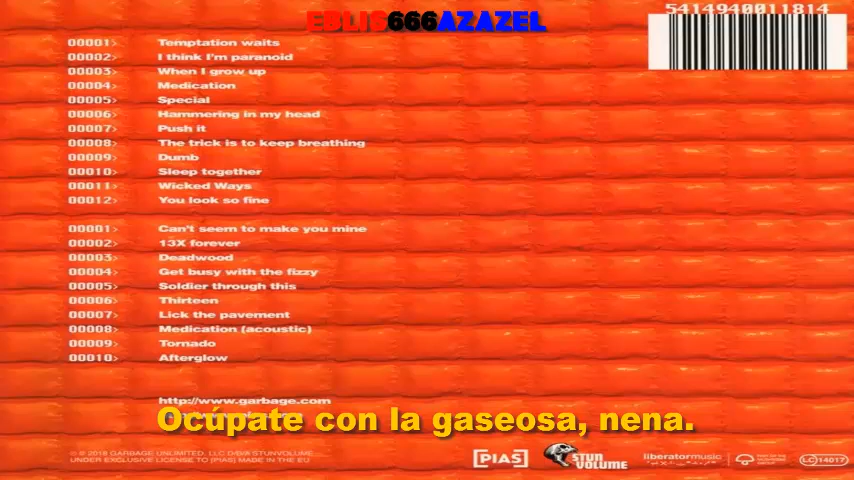 EBLIS666AZAZEL
5414940011814
00001> Temptation waits
00002> I think I'm paranoid
00003> When I grow up
00004> Medication
00005> Special
00006> Hammering in my head
00007> Push it
00008> The trick is to keep breathing
00009> Dumb
00010> Sleep together
00011> Wicked Ways
00012> You look so fine
00001> Can't seem to make you mine
00002> 13X forever
00003> Deadwood
00004> Get busy with the fizzy
00005> Soldier through this
00006> Thirteen
00007> Lick the pavement
00008> Medication (acoustic)
00009> Tornado
00010> Afterglow
http://www.garbage.com
Ocúpate con la gaseosa, nena.
℗ © 2018 GARBAGE UNLIMITED, LLC D/B/A STUNVOLUME
UNDER EXCLUSIVE LICENSE TO [PIAS] MADE IN THE EU
[PIAS]
STUN
VOLUME
liberatormusic
LC 14017